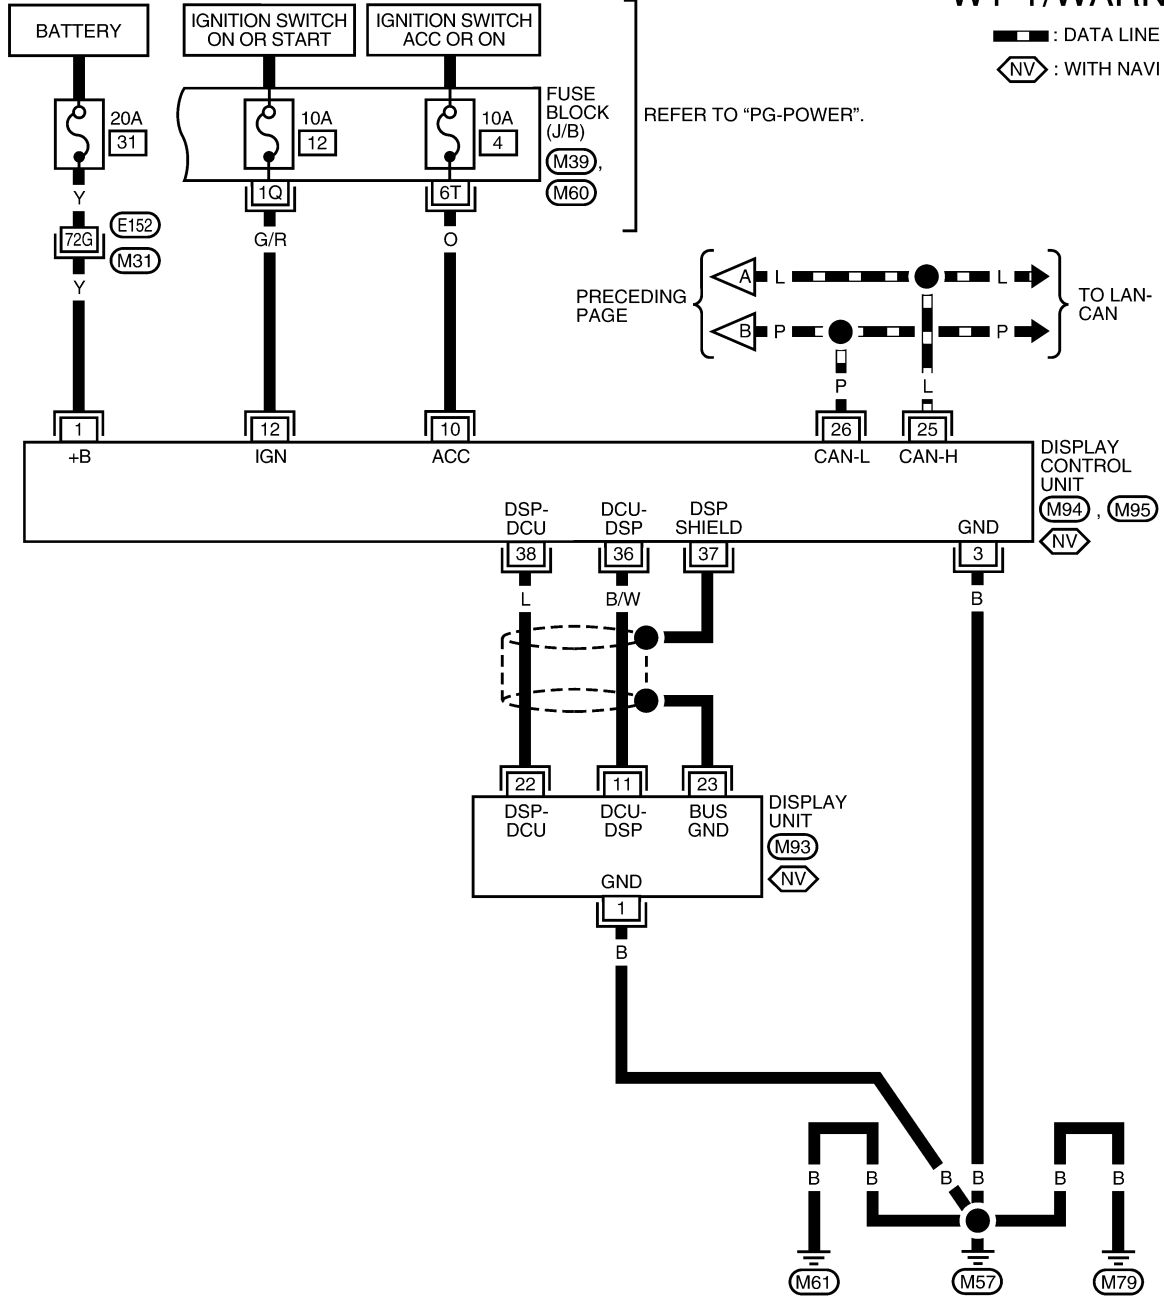 BATTERY
IGNITION SWITCH
ON OR START
IGNITION SWITCH
ACC OR ON
: DATA LINE
NV : WITH NAVI
20A
31
10A
12
10A
4
FUSE
BLOCK
(J/B)
M39 ,
M60
REFER TO “PG-POWER”.
1Q
6T
Y
72G
E152
M31
G/R
O
Y
PRECEDING
PAGE
A L
L
B P
P
TO LAN-
CAN
P
L
1
12
10
26
25
+B
IGN
ACC
CAN-L
CAN-H
DISPLAY
CONTROL
UNIT
M94 , M95
NV
DSP-
DCU
DCU-
DSP
DSP
SHIELD
GND
38
36
37
3
L
B/W
B
22
11
23
DSP-
DCU
DCU-
DSP
BUS
GND
DISPLAY
UNIT
M93
NV
GND
1
B
B
B
B
B
B
B
M61
M57
M79